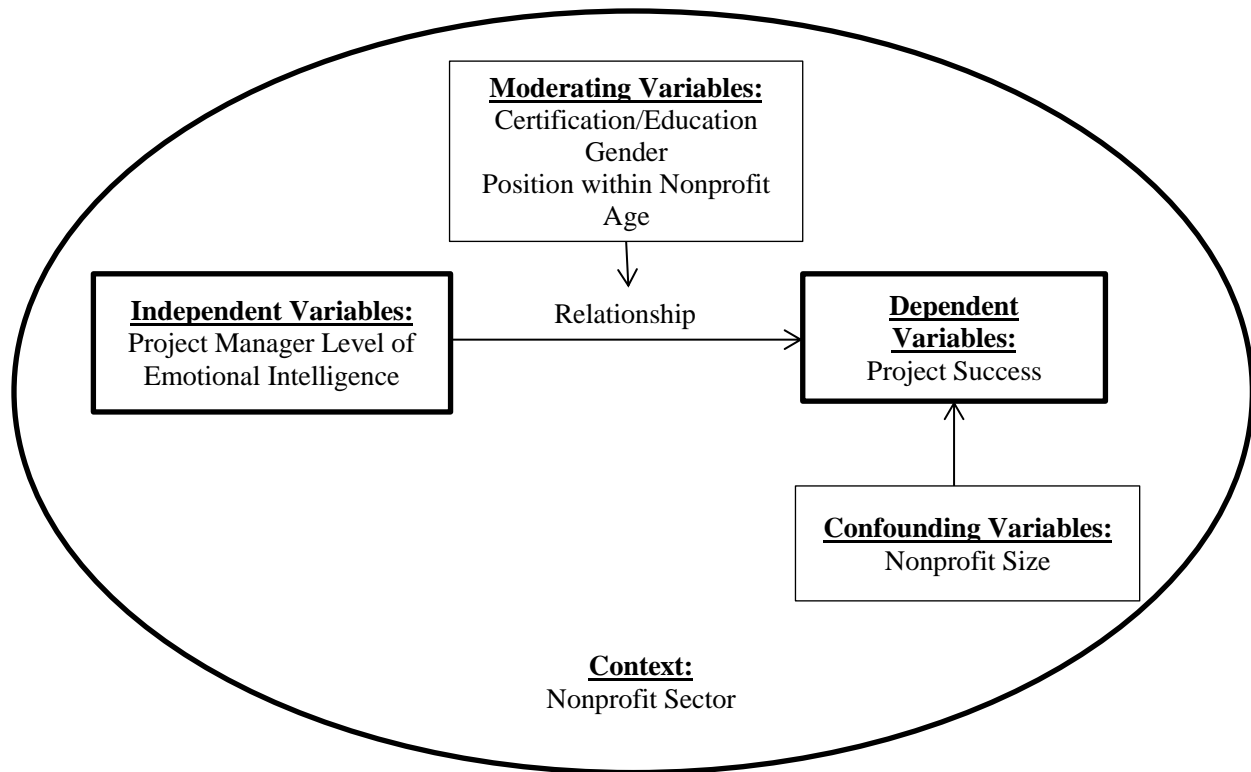 Moderating Variables:
Certification/Education
Gender
Position within Nonprofit
Age
Independent Variables:
Project Manager Level of
Emotional Intelligence
Relationship
Dependent
Variables:
Project Success
Confounding Variables:
Nonprofit Size
Context:
Nonprofit Sector